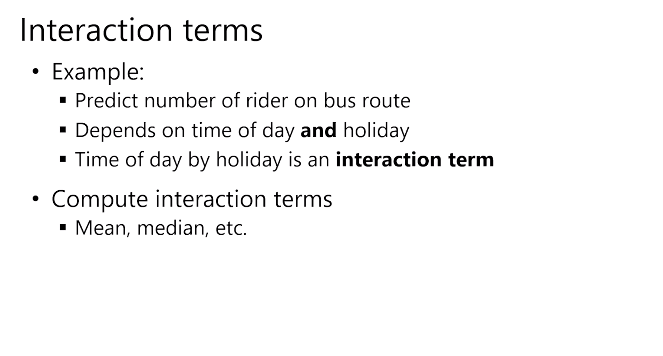 Interaction terms
• Example:
▪ Predict number of rider on bus route
▪ Depends on time of day and holiday
▪ Time of day by holiday is an interaction term
• Compute interaction terms
▪ Mean, median, etc.